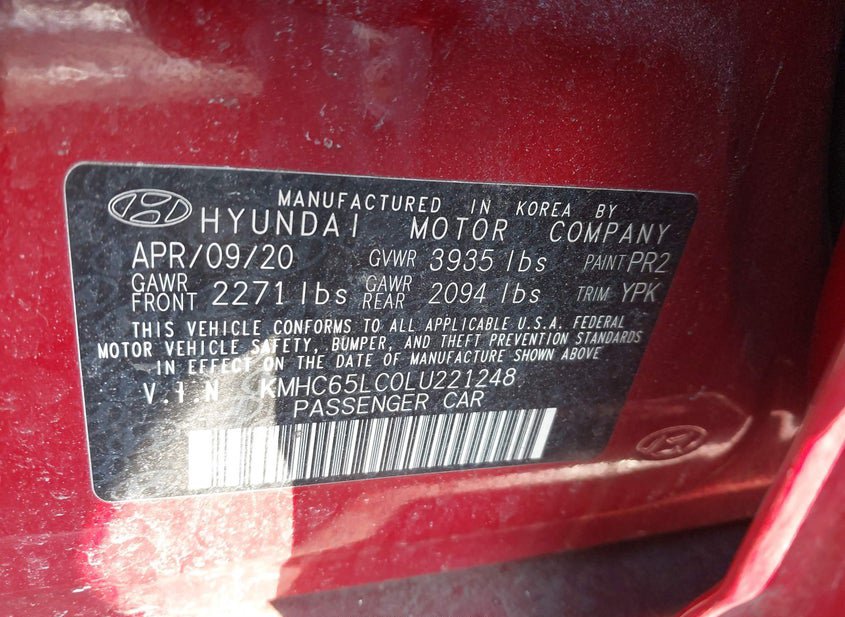 MANUFACTURED IN KOREA BY
HYUNDAI MOTOR COMPANY
APR/09/20 GVWR 3935 lbs PAINT PR2
GAWR FRONT 2271 lbs GAWR REAR 2094 lbs TRIM YPK
THIS VEHICLE CONFORMS TO ALL APPLICABLE U.S.A. FEDERAL
MOTOR VEHICLE SAFETY, BUMPER, AND THEFT PREVENTION STANDARDS
IN EFFECT ON THE DATE OF MANUFACTURE SHOWN ABOVE
V.I.N KMHC65LC0LU221248
PASSENGER CAR